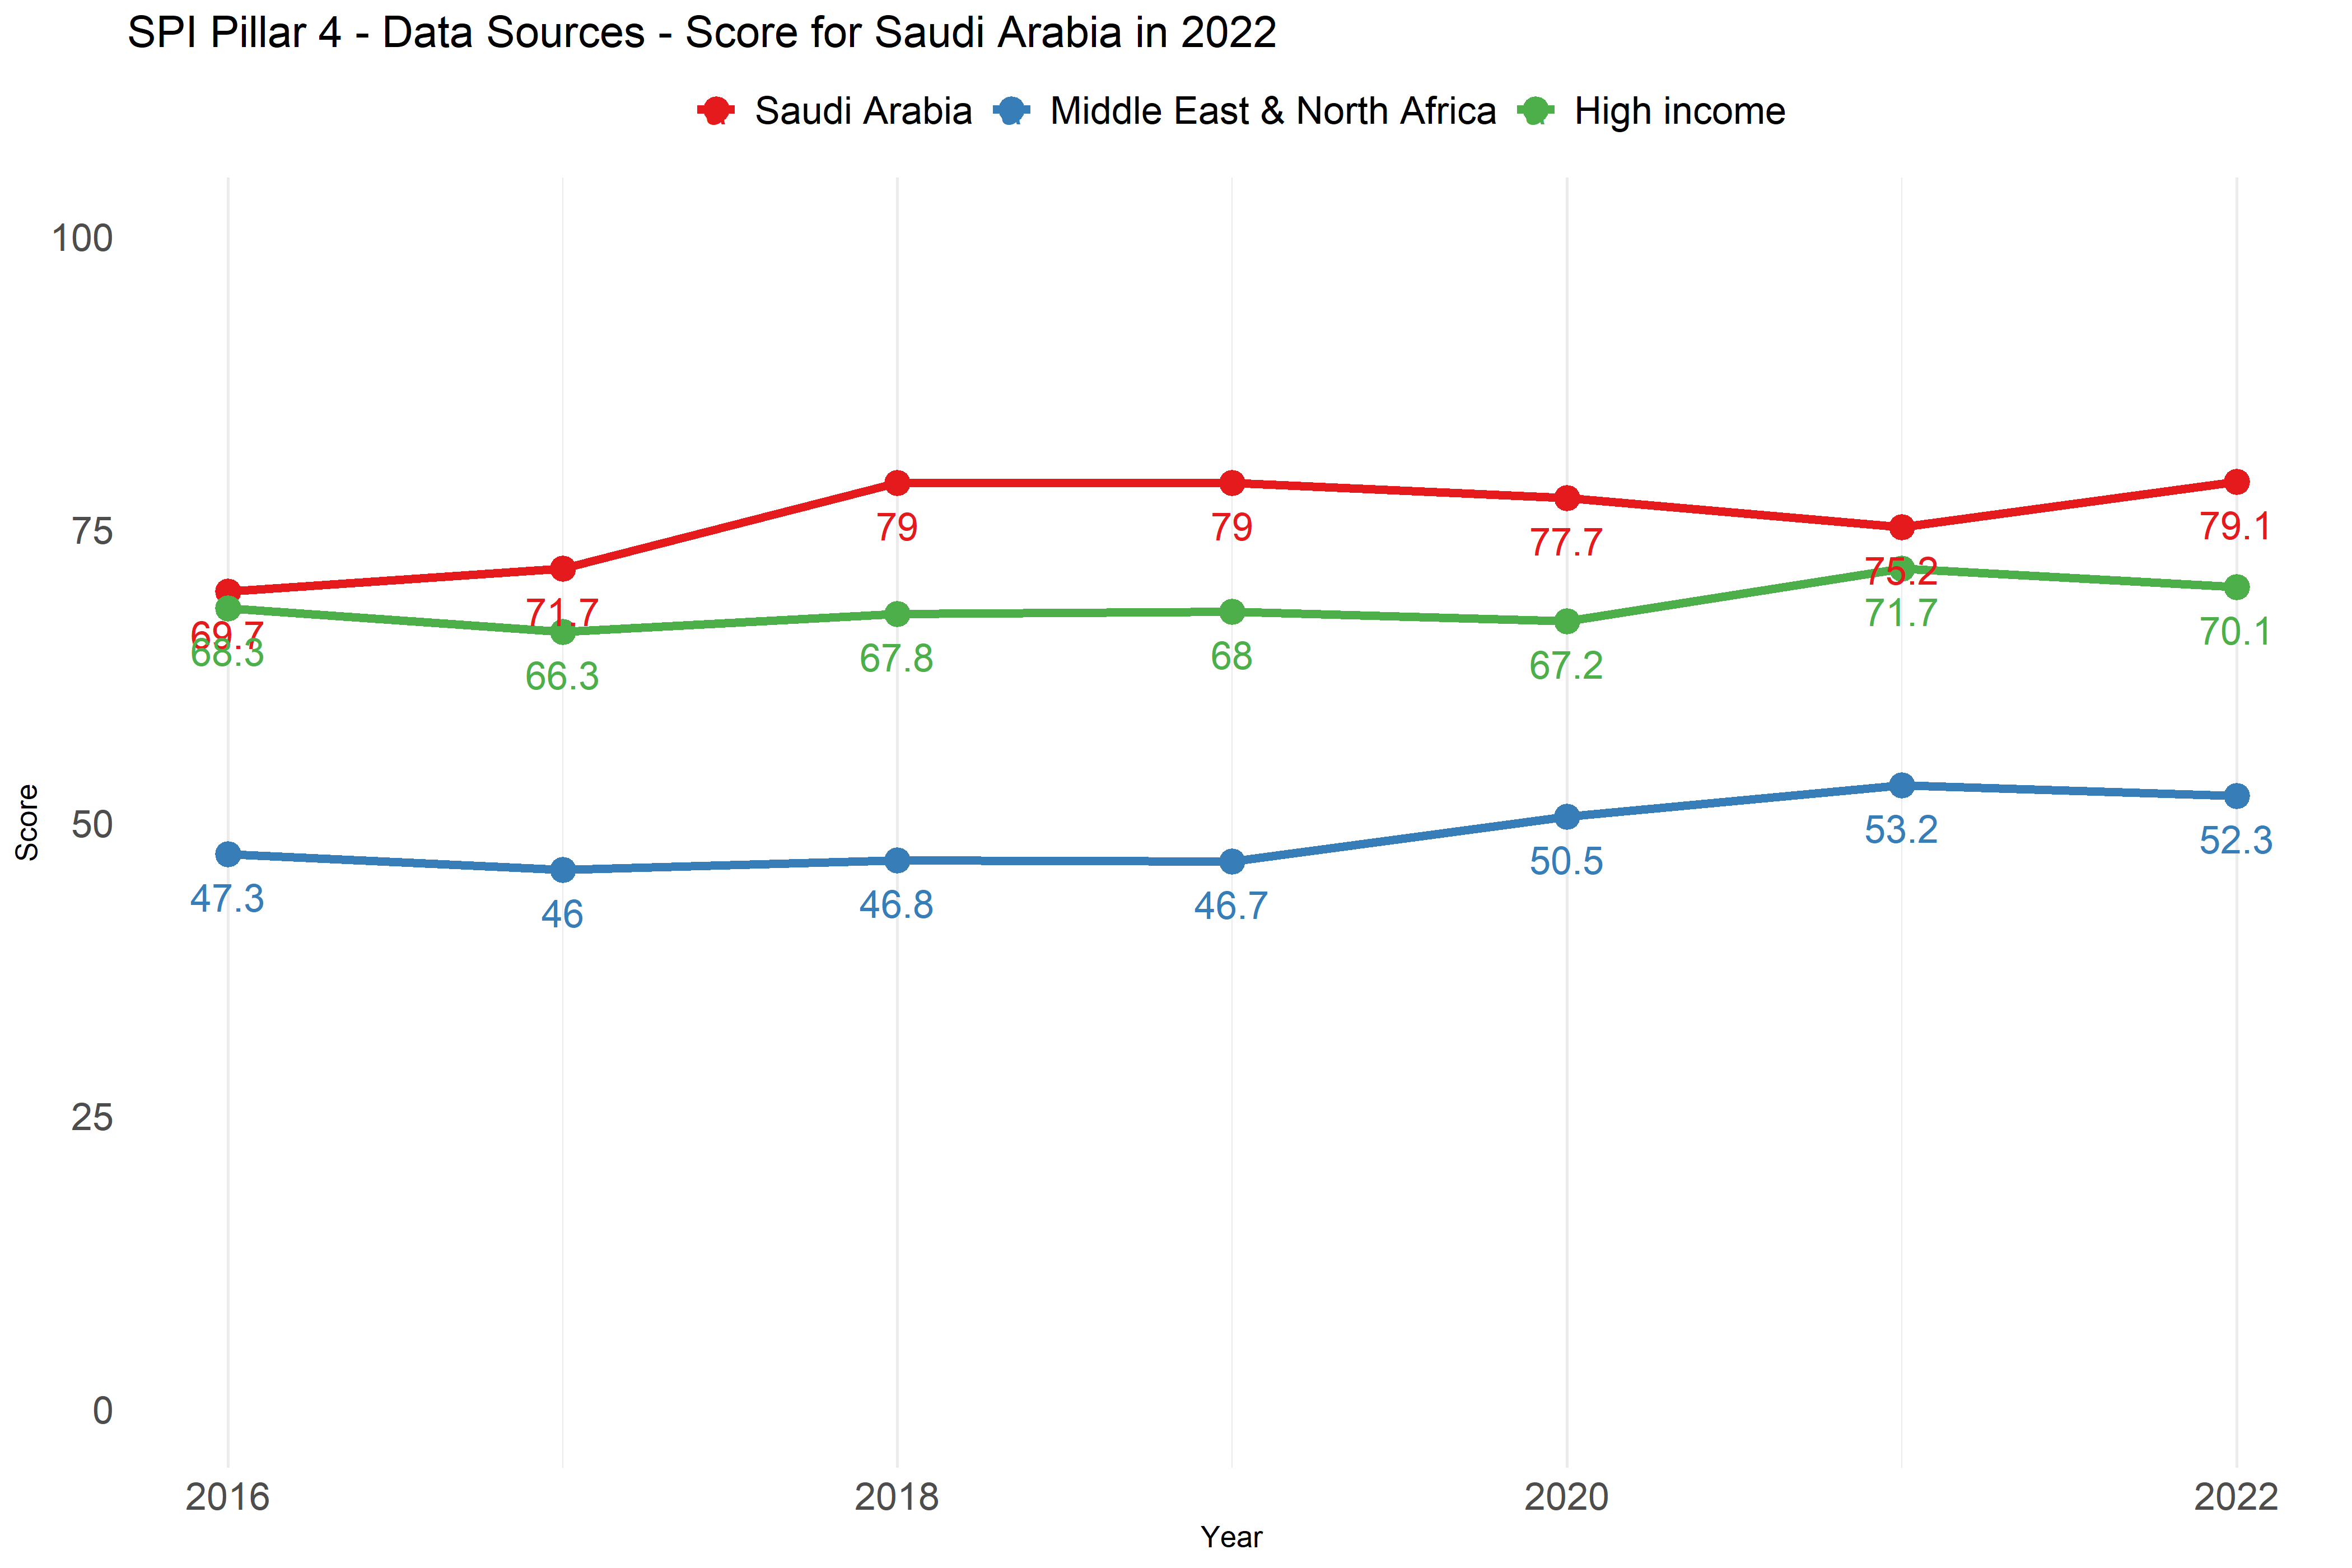 SPI Pillar 4 - Data Sources - Score for Saudi Arabia in 2022
Saudi Arabia Middle East & North Africa High income
100
75
50
25
0
Score
69.7 71.7 79 79 77.7 75.2 79.1
68.3 66.3 67.8 68 67.2 71.7 70.1
47.3 46 46.8 46.7 50.5 53.2 52.3
2016 2018 2020 2022
Year